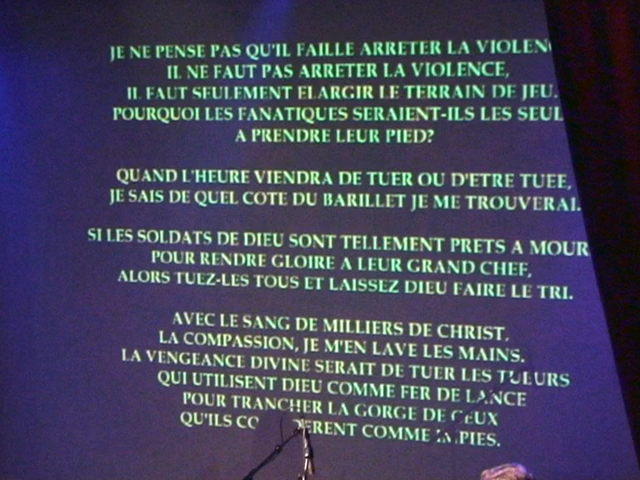 JE NE PENSE PAS QU'IL FAILLE ARRETER LA
IL NE FAUT PAS ARRETER LA VIOLENCE,
IL FAUT SEULEMENT ELARGIR LE TERRAIN DE JEU.
POURQUOI LES FANATIQUES SERAIENT-ILS LES
A PRENDRE LEUR PIED?
QUAND L'HEURE VIENDRA DE TUER OU D'ETRE TUEE,
JE SAIS DE QUEL COTE DU BARILLET JE ME TROUVERAI.
SI LES SOLDATS DE DIEU SONT TELLEMENT PRETS A
POUR RENDRE GLOIRE A LEUR GRAND CHEF,
ALORS TUEZ-LES TOUS ET LAISSEZ DIEU FAIRE LE TRI.
AVEC LE SANG DE MILLIERS DE CHRIST,
LA COMPASSION, JE M'EN LAVE LES MAINS.
LA VENGEANCE DIVINE SERAIT DE TUER LES TUEURS
QUI UTILISENT DIEU COMME FER DE LANCE
POUR TRANCHER LA GORGE DE CEUX
QU'ILS COMME IMPIES.